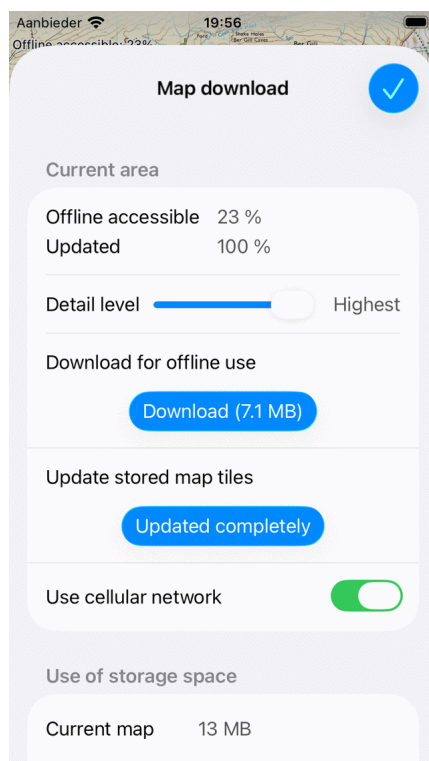 Aanbieder 19:56
Offline accessible: 23%
Map download
Current area
Offline accessible 23 %
Updated 100 %
Detail level Highest
Download for offline use
Download (7.1 MB)
Update stored map tiles
Updated completely
Use cellular network
Use of storage space
Current map 13 MB